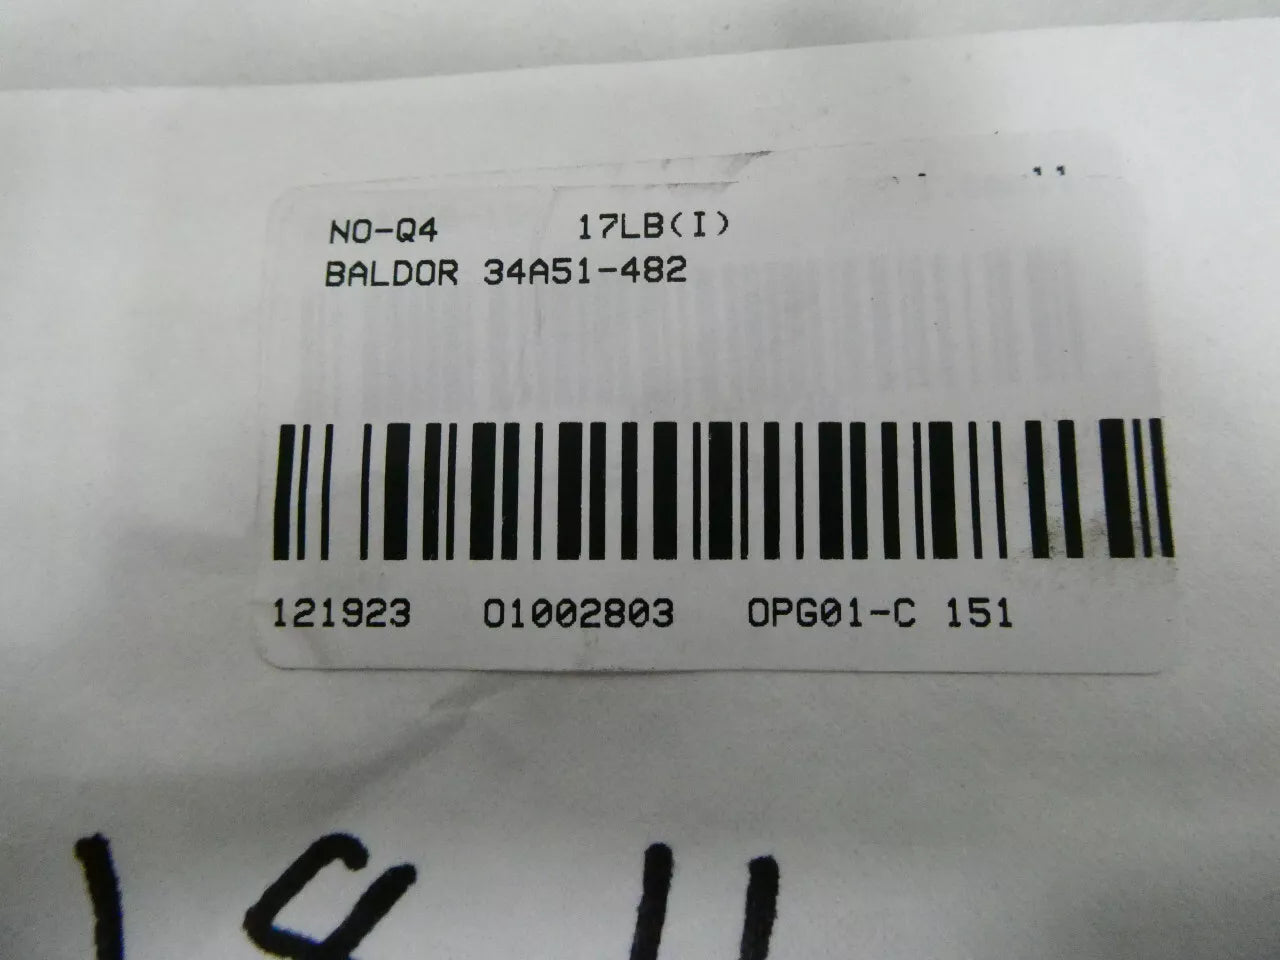 NO-Q4 17LB(I)
BALDOR 34A51-482
121923 01002803 OPG01-C 151